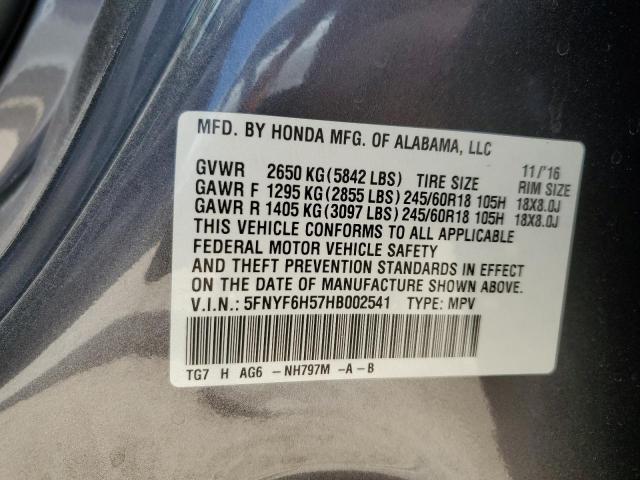 MFD. BY HONDA MFG. OF ALABAMA, LLC 11/'16
GVWR 2650 KG(5842 LBS) TIRE SIZE RIM SIZE
GAWR F 1295 KG(2855 LBS) 245/60R18 105H 18X8.0J
GAWR R 1405 KG(3097 LBS) 245/60R18 105H 18X8.0J
THIS VEHICLE CONFORMS TO ALL APPLICABLE
FEDERAL MOTOR VEHICLE SAFETY
AND THEFT PREVENTION STANDARDS IN EFFECT
ON THE DATE OF MANUFACTURE SHOWN ABOVE.
V.I.N.: 5FNYF6H57HB002541 TYPE: MPV
TG7 H AG6 -NH797M -A-B